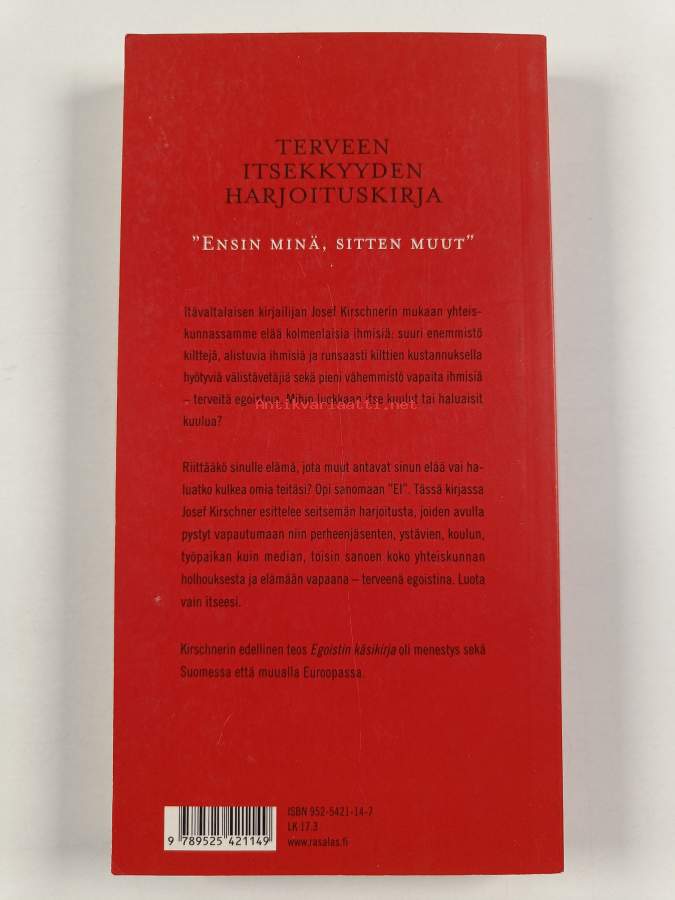 TERVEEN
ITSEKKYYDEN
HARJOITUSKIRJA
"ENSIN MINÄ, SITTEN MUUT"
Itävaltalaisen kirjailijan Josef Kirschnerin mukaan yhteis-
kunnassamme elää kolmenlaisia ihmisiä: suuri enemmistö
kilttejä, alistuvia ihmisiä ja runsaasti kilttien kustannuksella
hyötyviä välistävetäjiä sekä pieni vähemmistö vapaita ihmisiä
– terveitä egoisteja. Mihin luokkaan itse kuulut tai haluaisit
kuulua?
Antikvariaatti.net
Riittääkö sinulle elämä, jota muut antavat sinun elää vai ha-
luatko kulkea omia teitäsi? Opi sanomaan "EI". Tässä kirjassa
Josef Kirschner esittelee seitsemän harjoitusta, joiden avulla
pystyt vapautumaan niin perheenjäsenten, ystävien, koulun,
työpaikan kuin median, toisin sanoen koko yhteiskunnan
holhouksesta ja elämään vapaana – terveenä egoistina. Luota
vain itseesi.
Kirschnerin edellinen teos Egoistin käsikirja oli menestys sekä
Suomessa että muualla Euroopassa.
ISBN 952-5421-14-7
LK 17.3
www.rasalas.fi
9 789525 421149